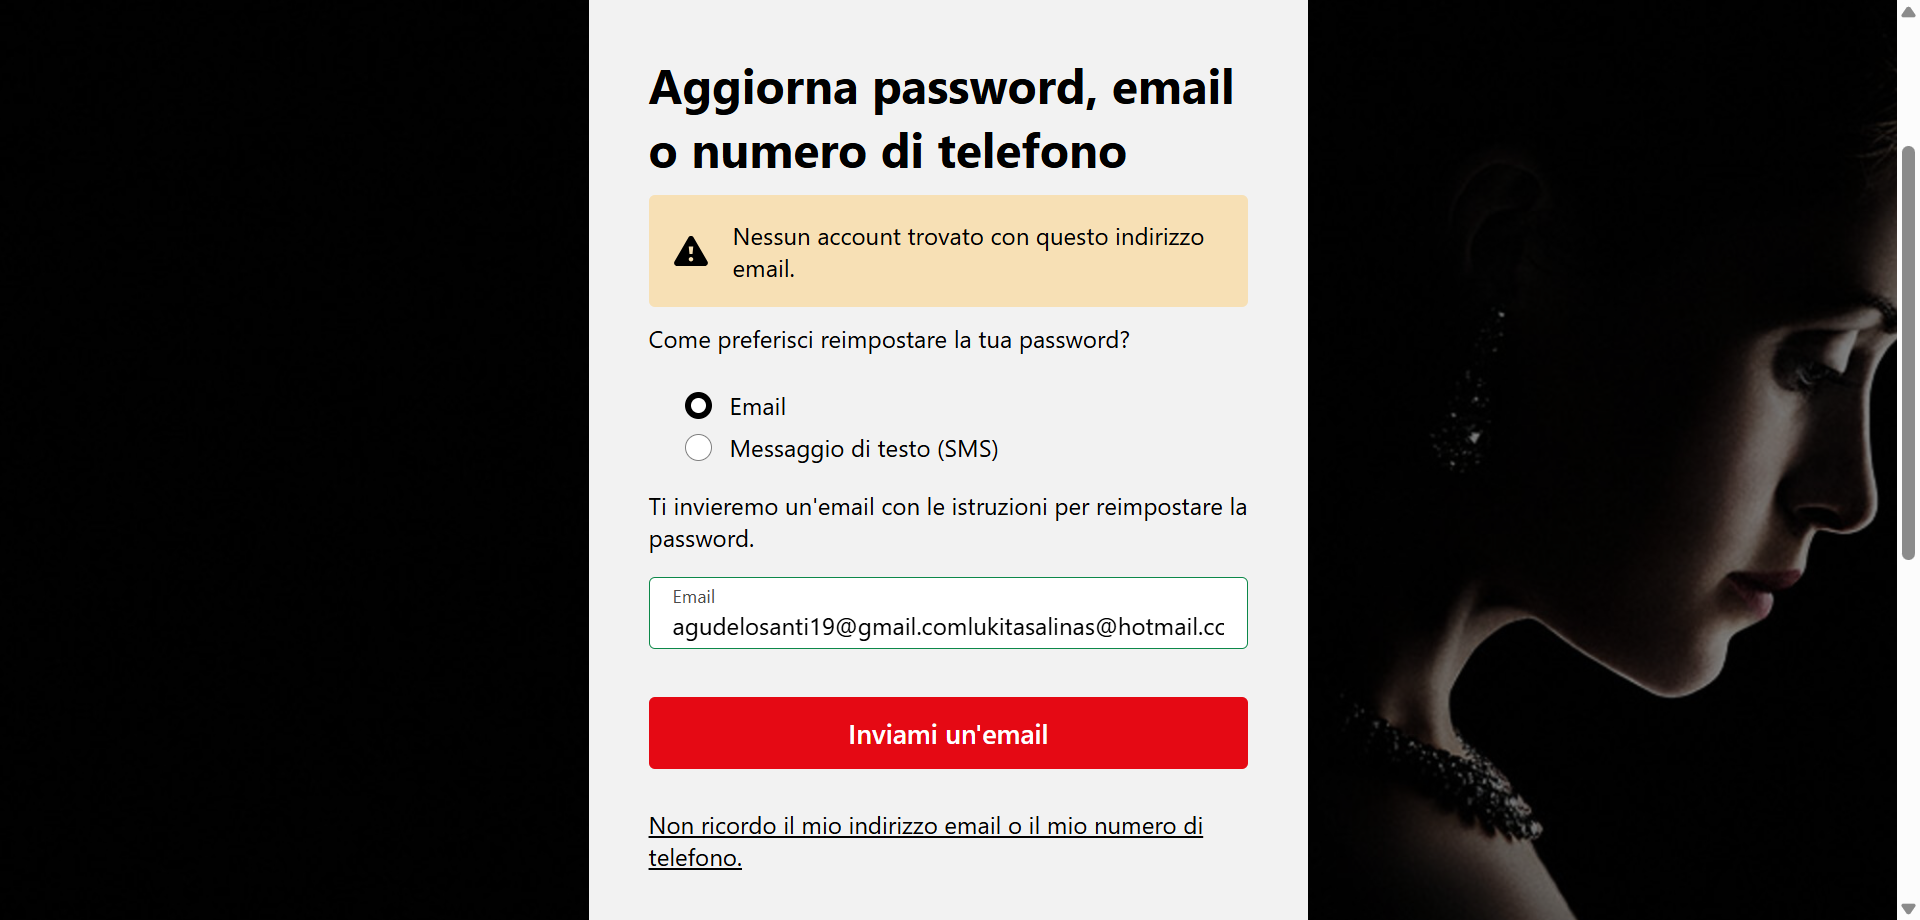 Aggiorna password, email
o numero di telefono
Nessun account trovato con questo indirizzo
email.
Come preferisci reimpostare la tua password?
Email
Messaggio di testo (SMS)
Ti invieremo un'email con le istruzioni per reimpostare la
password.
Email
agudelosanti19@gmail.comlukitasalinas@hotmail.cc
Inviami un'email
Non ricordo il mio indirizzo email o il mio numero di
telefono.